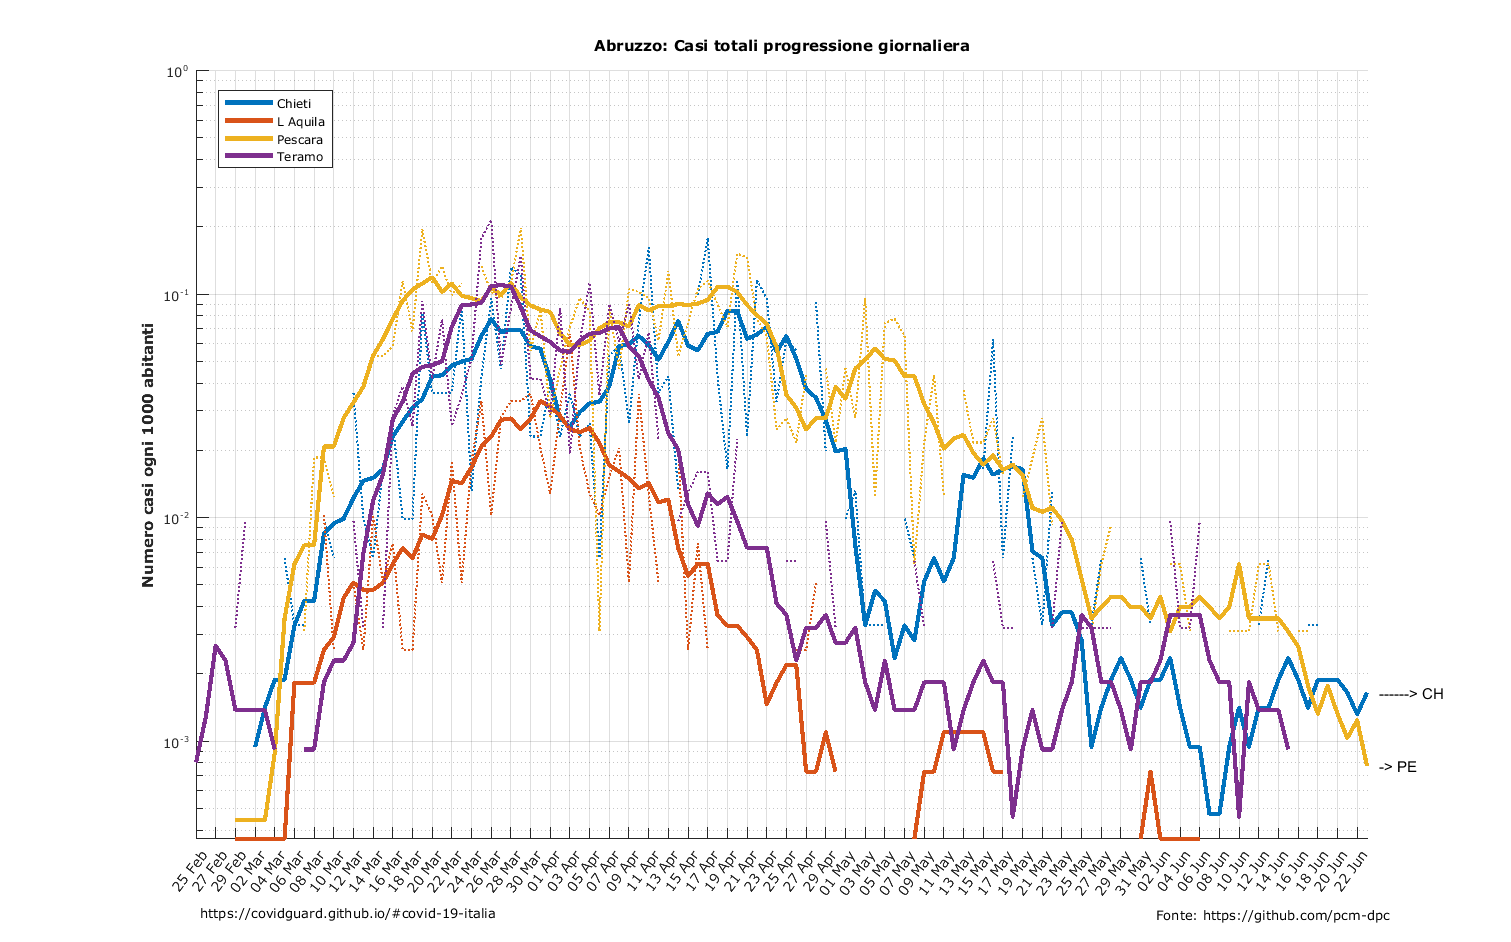 Abruzzo: Casi totali progressione giornaliera
10^0
Chieti
L Aquila
Pescara
Teramo
10^-1
10^-2
10^-3
Numero casi ogni 1000 abitanti
------> CH
-> PE
25 Feb
27 Feb
29 Feb
02 Mar
04 Mar
06 Mar
08 Mar
10 Mar
12 Mar
14 Mar
16 Mar
18 Mar
20 Mar
22 Mar
24 Mar
26 Mar
28 Mar
30 Mar
01 Apr
03 Apr
05 Apr
07 Apr
09 Apr
11 Apr
13 Apr
15 Apr
17 Apr
19 Apr
21 Apr
23 Apr
25 Apr
27 Apr
29 Apr
01 May
03 May
05 May
07 May
09 May
11 May
13 May
15 May
17 May
19 May
21 May
23 May
25 May
27 May
29 May
31 May
02 Jun
04 Jun
06 Jun
08 Jun
10 Jun
12 Jun
14 Jun
16 Jun
18 Jun
20 Jun
22 Jun
https://covidguard.github.io/#covid-19-italia
Fonte: https://github.com/pcm-dpc